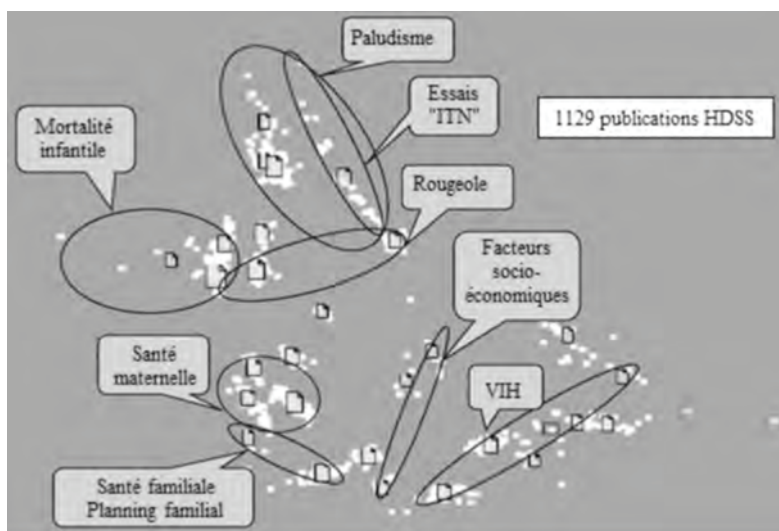 Paludisme
Essais
"ITN"
1129 publications HDSS
Mortalité
infantile
Rougeole
Facteurs
socio-
économiques
Santé
maternelle
VIH
Santé familiale
Planning familial